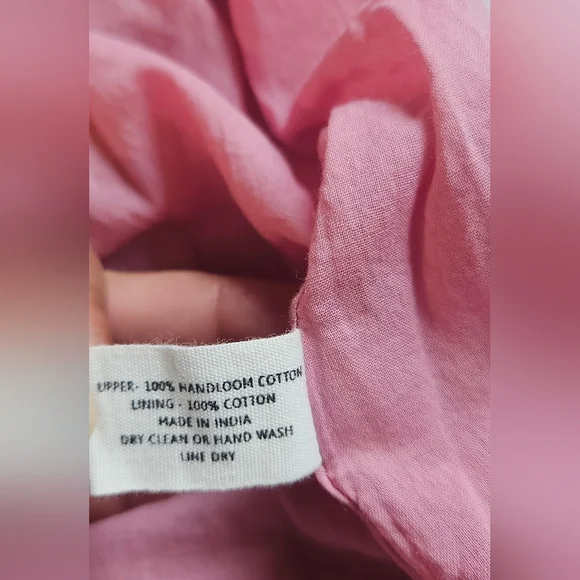 UPPER- 100% HANDLOOM COTTON
LINING - 100% COTTON
MADE IN INDIA
DRY CLEAN OR HAND WASH
LINE DRY